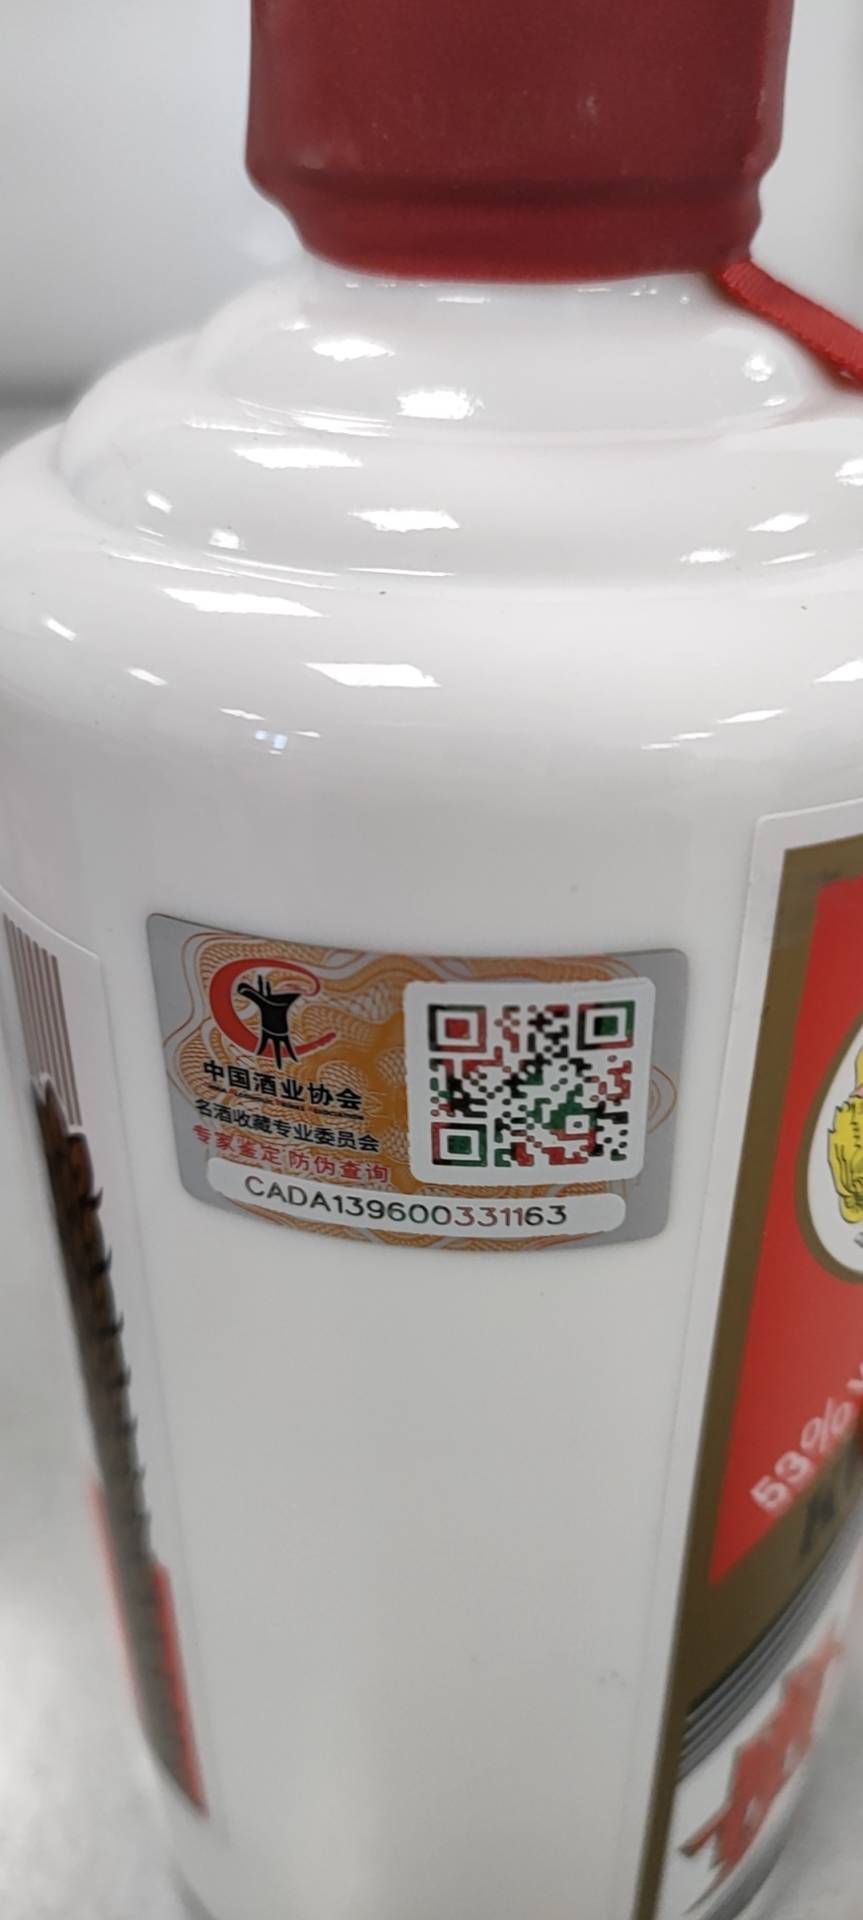 中国酒业协会
名酒收藏专业委员会
专家鉴定 防伪查询
CADA139600331163
53%